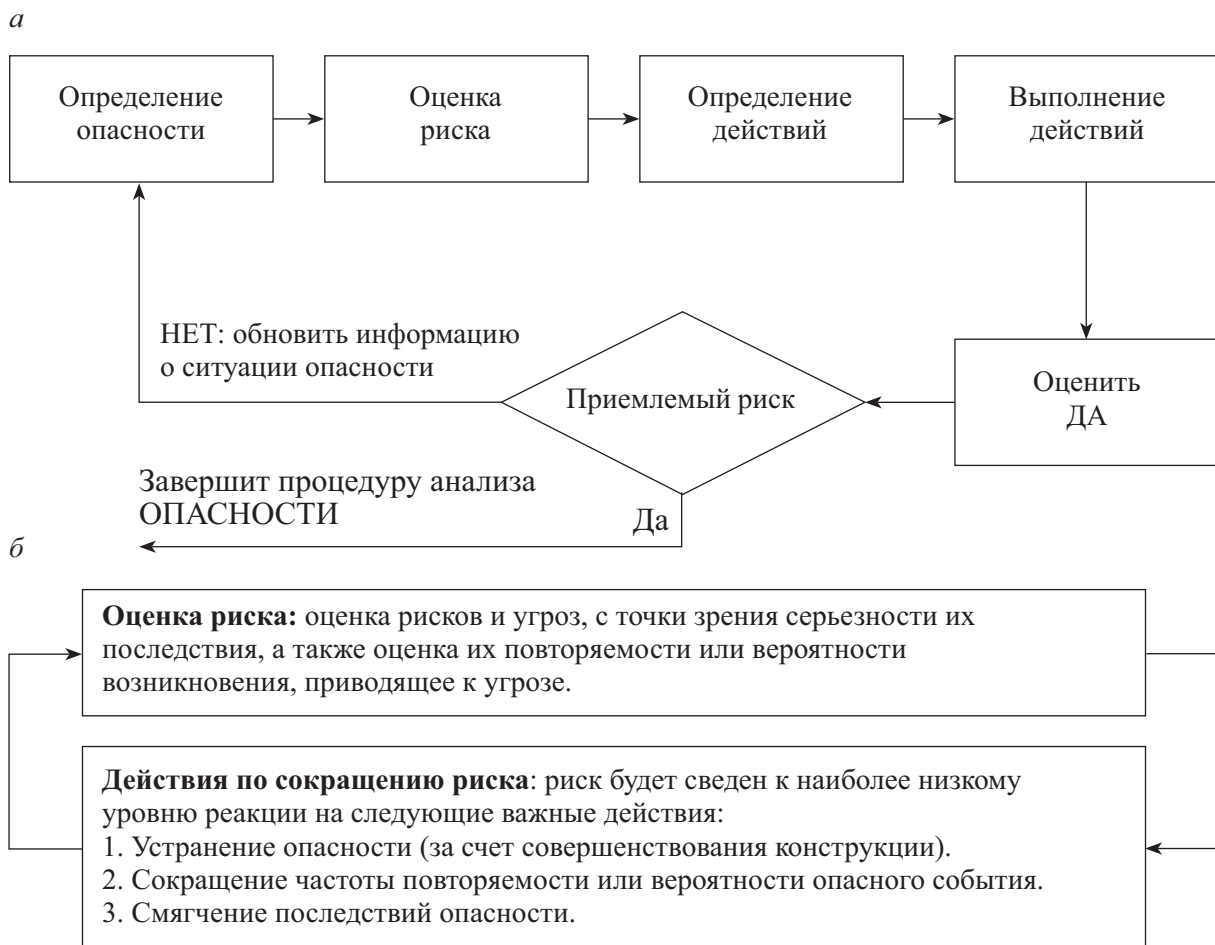 а
Определение
опасности
Оценка
риска
Определение
действий
Выполнение
действий
НЕТ: обновить информацию
о ситуации опасности
Приемлемый риск
Оценить
ДА
Завершит процедуру анализа
ОПАСНОСТИ
Да
б
Оценка риска: оценка рисков и угроз, с точки зрения серьезности их
последствия, а также оценка их повторяемости или вероятности
возникновения, приводящее к угрозе.
Действия по сокращению риска: риск будет сведен к наиболее низкому
уровню реакции на следующие важные действия:
1. Устранение опасности (за счет совершенствования конструкции).
2. Сокращение частоты повторяемости или вероятности опасного события.
3. Смягчение последствий опасности.